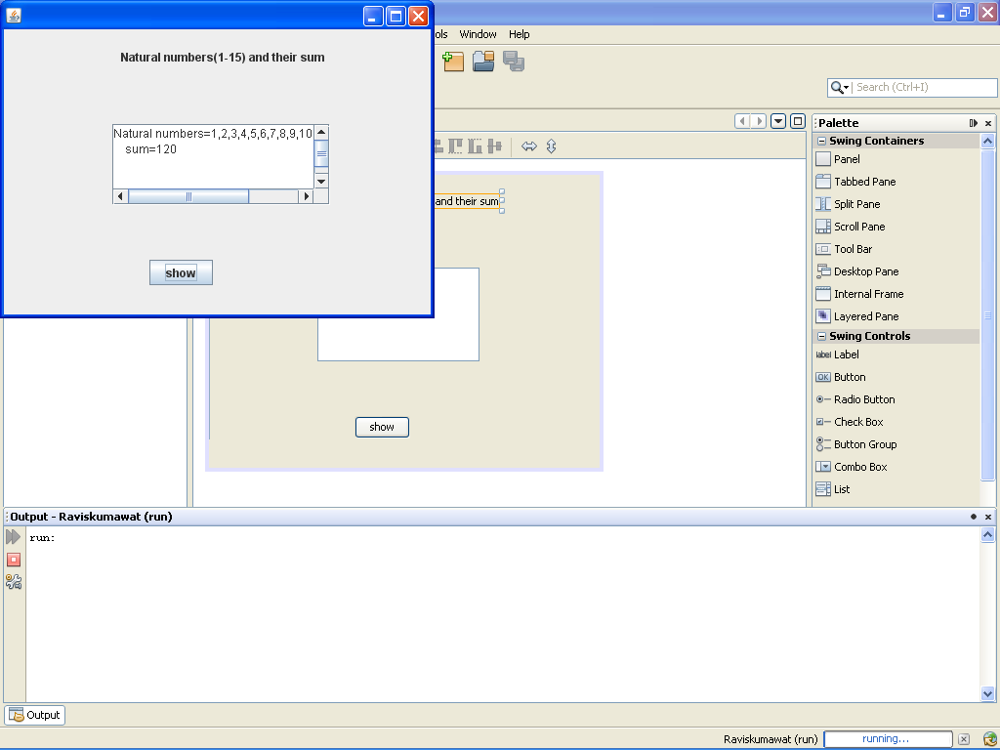 ols Window Help
Natural numbers(1-15) and their sum
Search (Ctrl+I)
Natural numbers=1,2,3,4,5,6,7,8,9,10
sum=120
show
and their sum
show
Palette
Swing Containers
Panel
Tabbed Pane
Split Pane
Scroll Pane
Tool Bar
Desktop Pane
Internal Frame
Layered Pane
Swing Controls
label Label
OK Button
Radio Button
Check Box
Button Group
Combo Box
List
Output - Raviskumawat (run)
run:
Output
Raviskumawat (run) running...